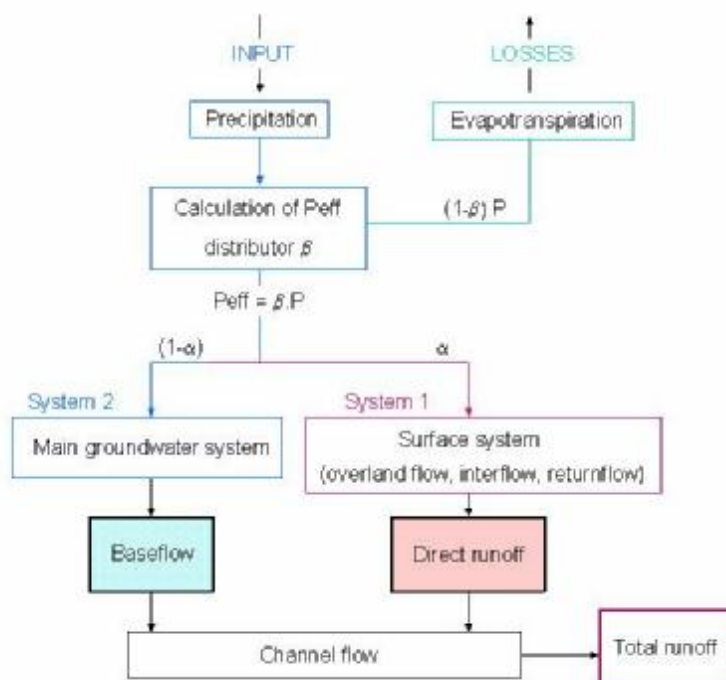 INPUT
LOSSES
Precipitation
Evapotranspiration
Calculation of Peff
distributor β
(1-β) P
Peff = β.P
(1-α)
α
System 2
System 1
Main groundwater system
Surface system
(overland flow, interflow, returnflow)
Baseflow
Direct runoff
Channel flow
Total runoff